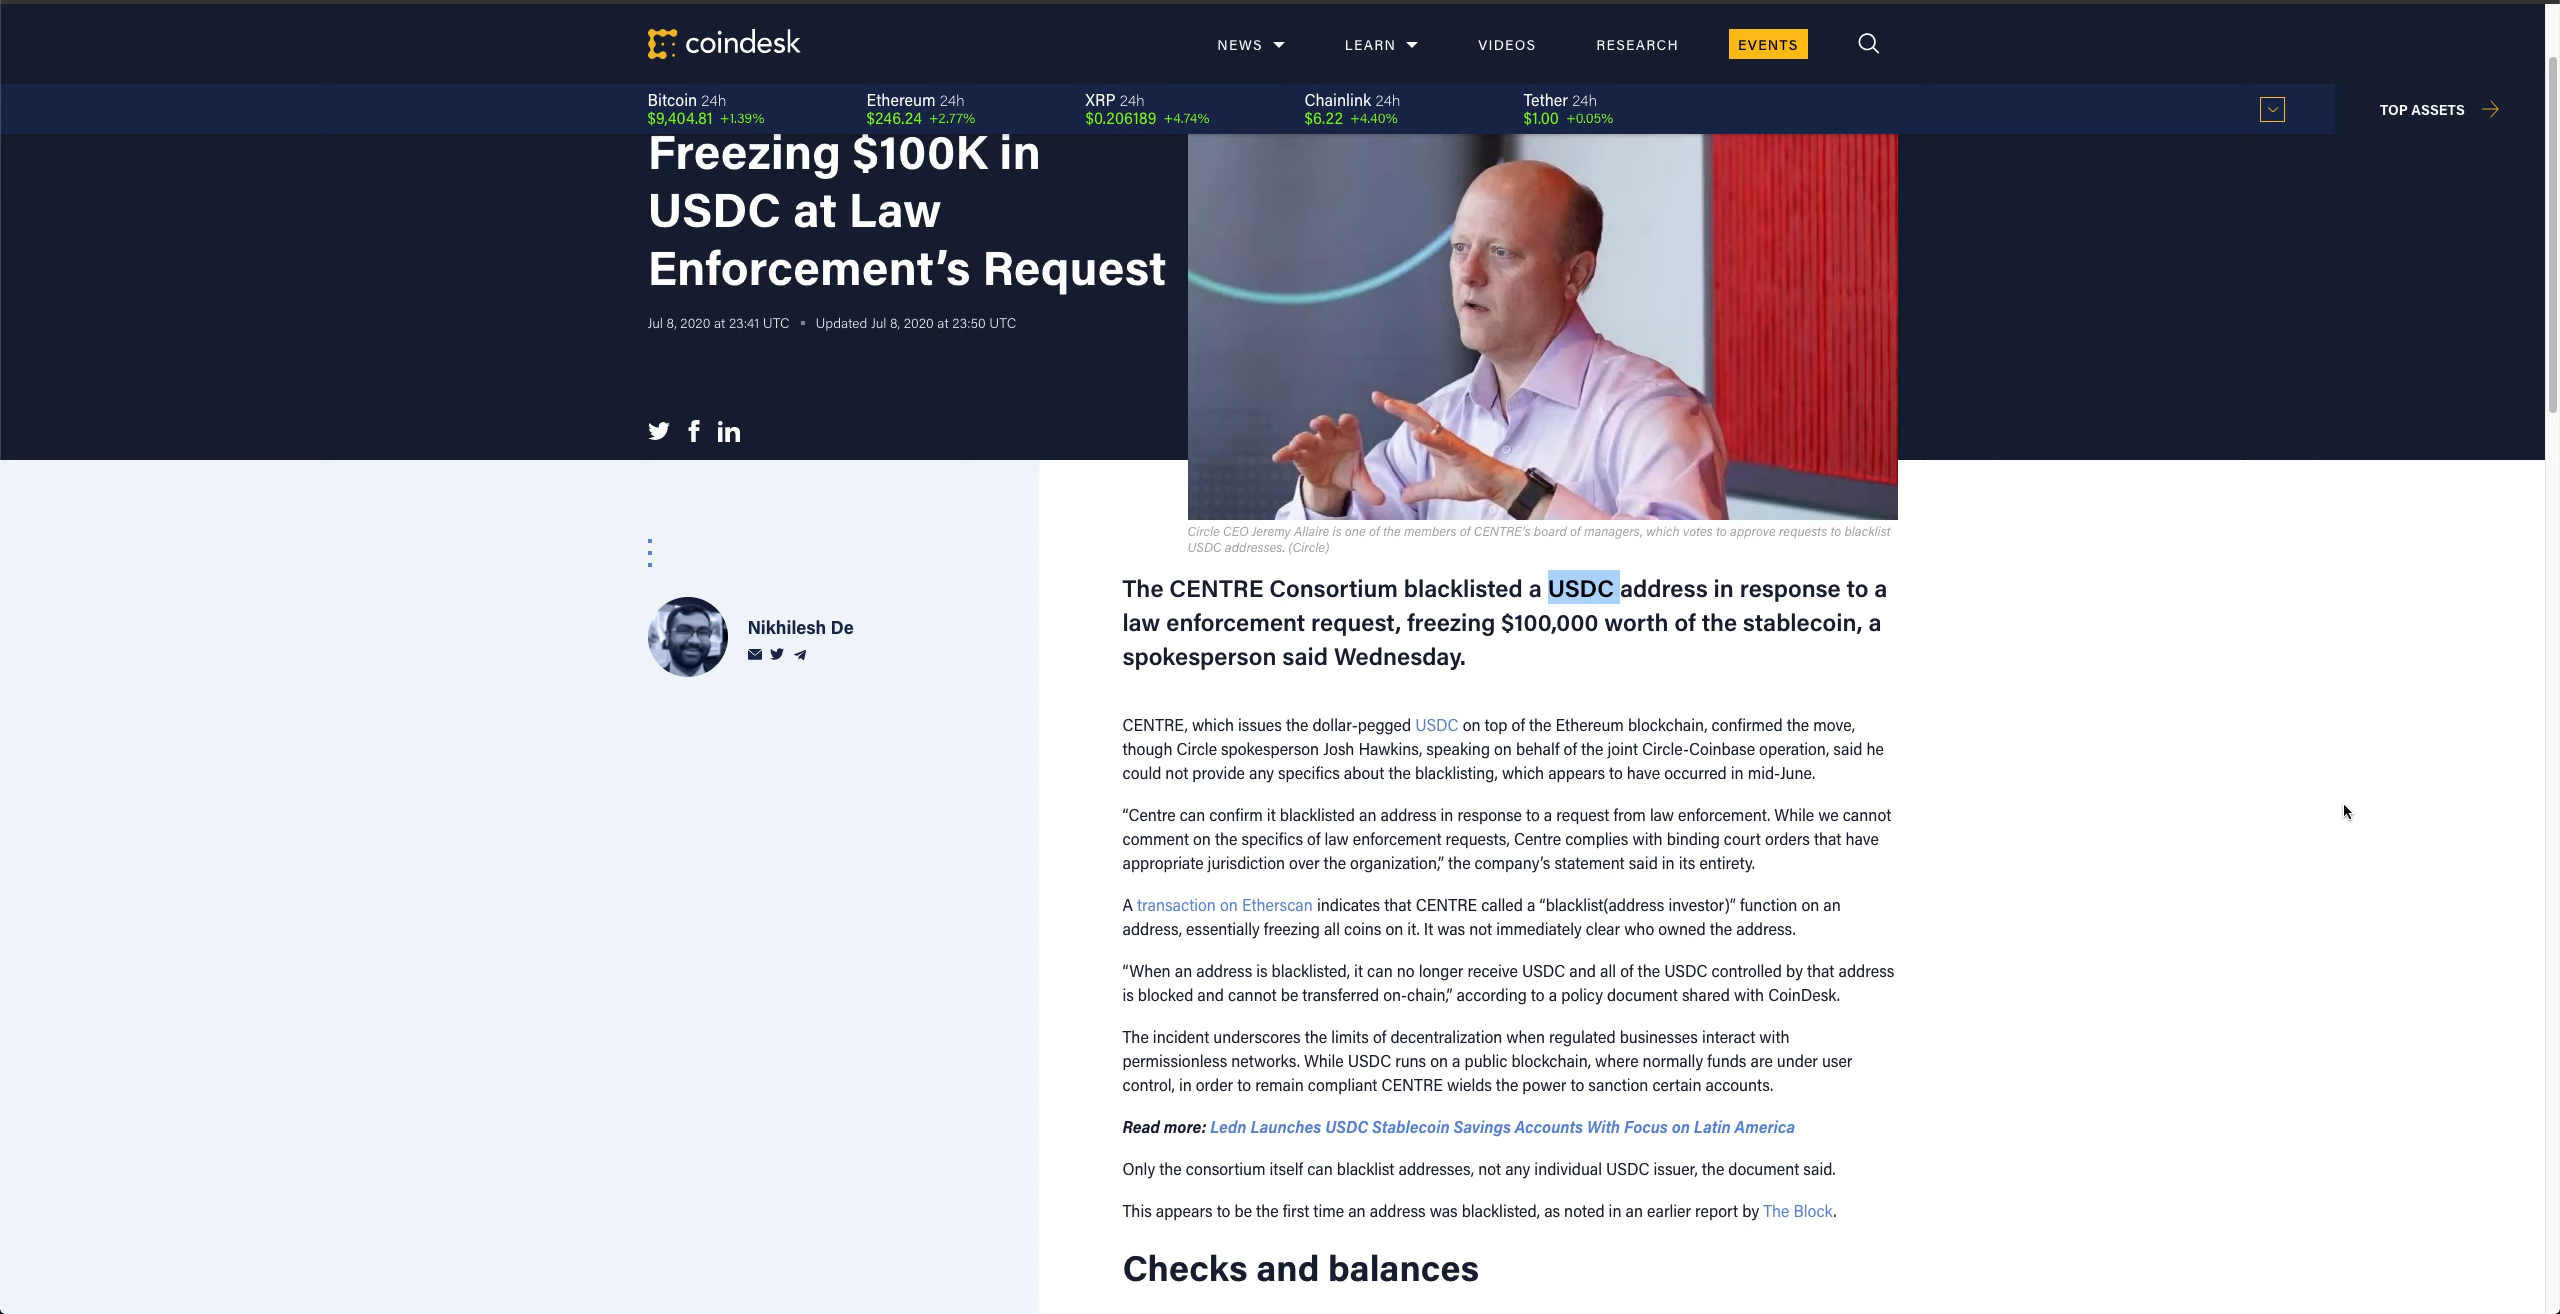 coindesk
NEWS
LEARN
VIDEOS
RESEARCH
EVENTS
Bitcoin 24h
$9,404.81 +1.39%
Ethereum 24h
$246.24 +2.77%
XRP 24h
$0.206189 +4.74%
Chainlink 24h
$6.22 +4.40%
Tether 24h
$1.00 +0.05%
TOP ASSETS
Freezing $100K in
USDC at Law
Enforcement’s Request
Jul 8, 2020 at 23:41 UTC ▪ Updated Jul 8, 2020 at 23:50 UTC
Circle CEO Jeremy Allaire is one of the members of CENTRE's board of managers, which votes to approve requests to blacklist
USDC addresses. (Circle)
Nikhilesh De
The CENTRE Consortium blacklisted a USDC address in response to a
law enforcement request, freezing $100,000 worth of the stablecoin, a
spokesperson said Wednesday.
CENTRE, which issues the dollar-pegged USDC on top of the Ethereum blockchain, confirmed the move,
though Circle spokesperson Josh Hawkins, speaking on behalf of the joint Circle-Coinbase operation, said he
could not provide any specifics about the blacklisting, which appears to have occurred in mid-June.
“Centre can confirm it blacklisted an address in response to a request from law enforcement. While we cannot
comment on the specifics of law enforcement requests, Centre complies with binding court orders that have
appropriate jurisdiction over the organization,” the company’s statement said in its entirety.
A transaction on Etherscan indicates that CENTRE called a “blacklist(address investor)” function on an
address, essentially freezing all coins on it. It was not immediately clear who owned the address.
“When an address is blacklisted, it can no longer receive USDC and all of the USDC controlled by that address
is blocked and cannot be transferred on-chain,” according to a policy document shared with CoinDesk.
The incident underscores the limits of decentralization when regulated businesses interact with
permissionless networks. While USDC runs on a public blockchain, where normally funds are under user
control, in order to remain compliant CENTRE wields the power to sanction certain accounts.
Read more: Ledn Launches USDC Stablecoin Savings Accounts With Focus on Latin America
Only the consortium itself can blacklist addresses, not any individual USDC issuer, the document said.
This appears to be the first time an address was blacklisted, as noted in an earlier report by The Block.
Checks and balances